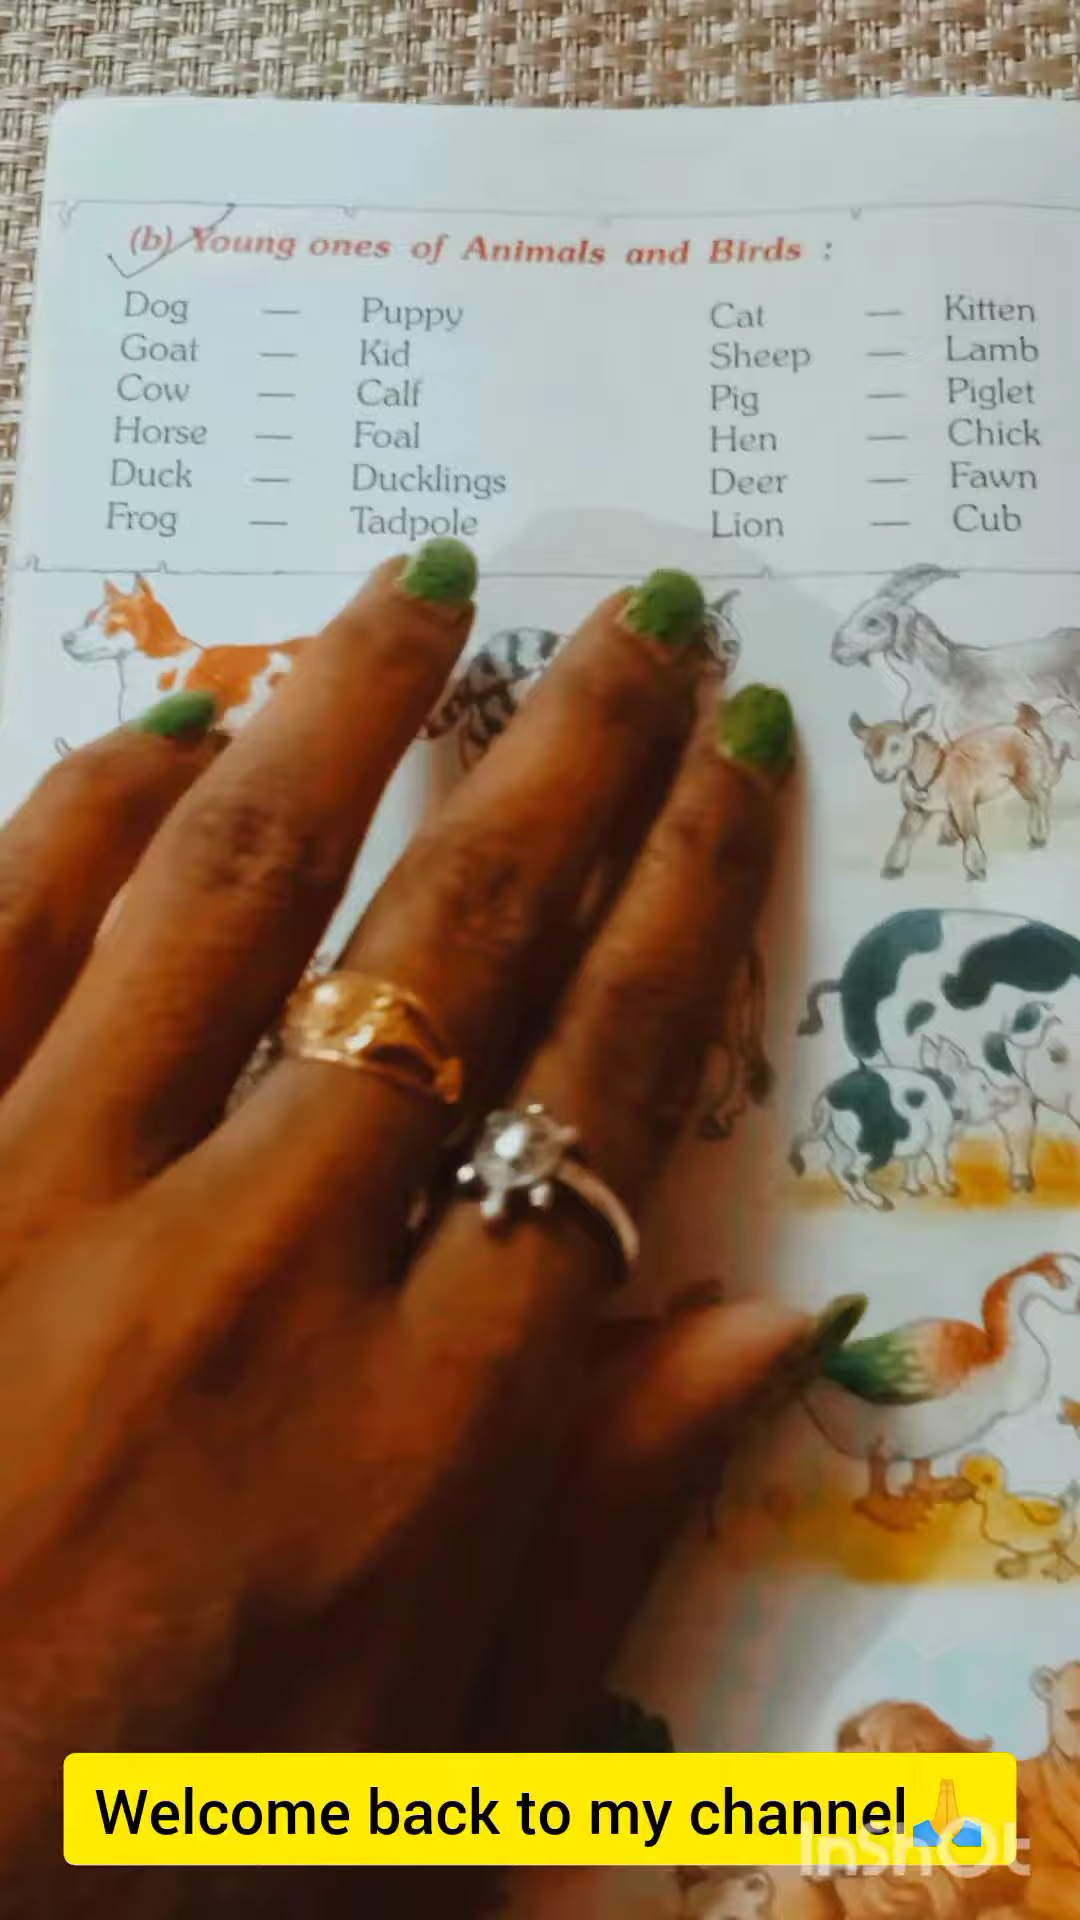 (b) Young ones of Animals and Birds :
Dog — Puppy Cat — Kitten
Goat — Kid Sheep — Lamb
Cow — Calf Pig — Piglet
Horse — Foal Hen — Chick
Duck — Ducklings Deer — Fawn
Frog — Tadpole Lion — Cub
Welcome back to my channel🙏
InShOt